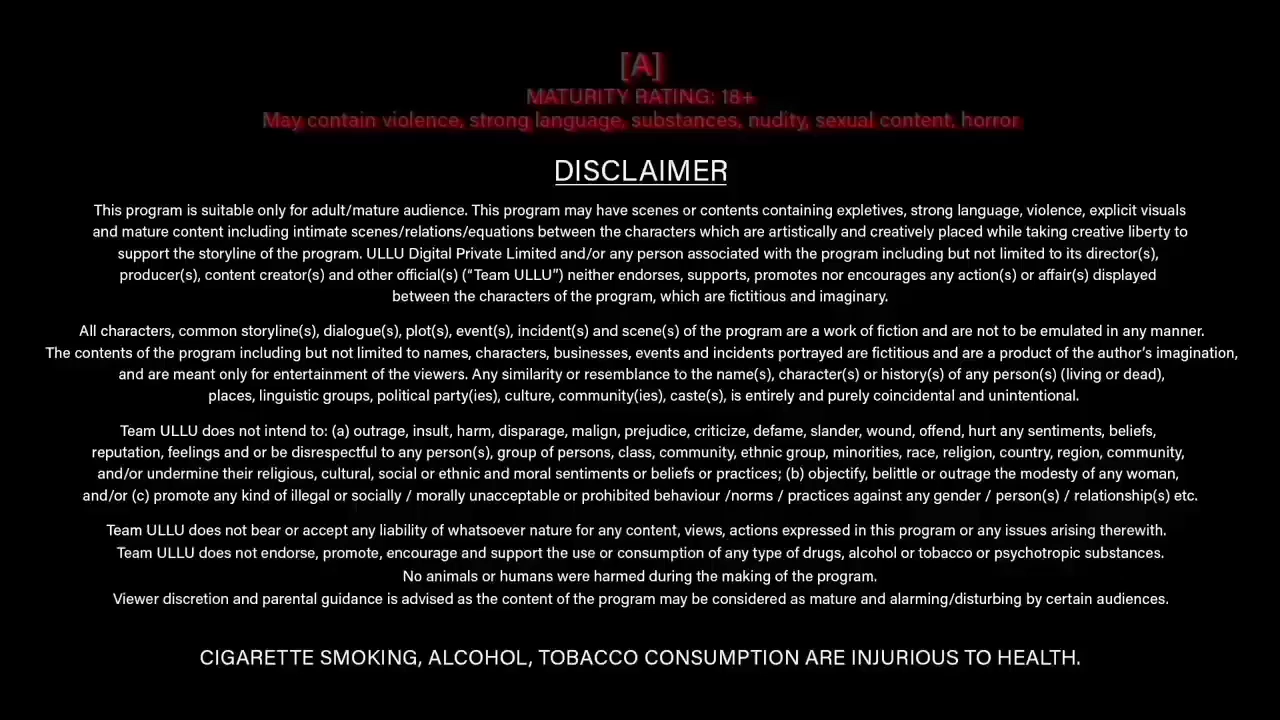 [A]
MATURITY RATING: 18+
May contain violence, strong language, substances, nudity, sexual content, horror
DISCLAIMER
This program is suitable only for adult/mature audience. This program may have scenes or contents containing expletives, strong language, violence, explicit visuals
and mature content including intimate scenes/relations/equations between the characters which are artistically and creatively placed while taking creative liberty to
support the storyline of the program. ULLU Digital Private Limited and/or any person associated with the program including but not limited to its director(s),
producer(s), content creator(s) and other official(s) (“Team ULLU”) neither endorses, supports, promotes nor encourages any action(s) or affair(s) displayed
between the characters of the program, which are fictitious and imaginary.
All characters, common storyline(s), dialogue(s), plot(s), event(s), incident(s) and scene(s) of the program are a work of fiction and are not to be emulated in any manner.
The contents of the program including but not limited to names, characters, businesses, events and incidents portrayed are fictitious and are a product of the author’s imagination,
and are meant only for entertainment of the viewers. Any similarity or resemblance to the name(s), character(s) or history(s) of any person(s) (living or dead),
places, linguistic groups, political party(ies), culture, community(ies), caste(s), is entirely and purely coincidental and unintentional.
Team ULLU does not intend to: (a) outrage, insult, harm, disparage, malign, prejudice, criticize, defame, slander, wound, offend, hurt any sentiments, beliefs,
reputation, feelings and or be disrespectful to any person(s), group of persons, class, community, ethnic group, minorities, race, religion, country, region, community,
and/or undermine their religious, cultural, social or ethnic and moral sentiments or beliefs or practices; (b) objectify, belittle or outrage the modesty of any woman,
and/or (c) promote any kind of illegal or socially / morally unacceptable or prohibited behaviour /norms / practices against any gender / person(s) / relationship(s) etc.
Team ULLU does not bear or accept any liability of whatsoever nature for any content, views, actions expressed in this program or any issues arising therewith.
Team ULLU does not endorse, promote, encourage and support the use or consumption of any type of drugs, alcohol or tobacco or psychotropic substances.
No animals or humans were harmed during the making of the program.
Viewer discretion and parental guidance is advised as the content of the program may be considered as mature and alarming/disturbing by certain audiences.
CIGARETTE SMOKING, ALCOHOL, TOBACCO CONSUMPTION ARE INJURIOUS TO HEALTH.